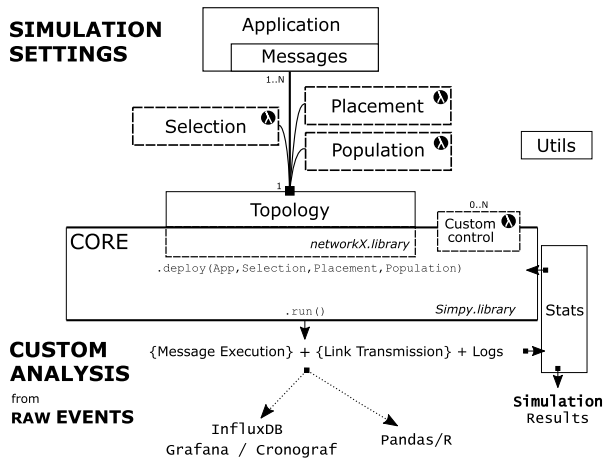 SIMULATION
SETTINGS
Application
Messages
1..N
Selection
λ
Placement
λ
Population
λ
Utils
1
Topology
networkX.library
0..N
Custom
control
λ
CORE
.deploy(App,Selection,Placement,Population)
.run()
Simpy.library
Stats
CUSTOM
ANALYSIS
from
RAW EVENTS
{Message Execution} + {Link Transmission} + Logs
Simulation
Results
InfluxDB
Grafana / Cronograf
Pandas/R